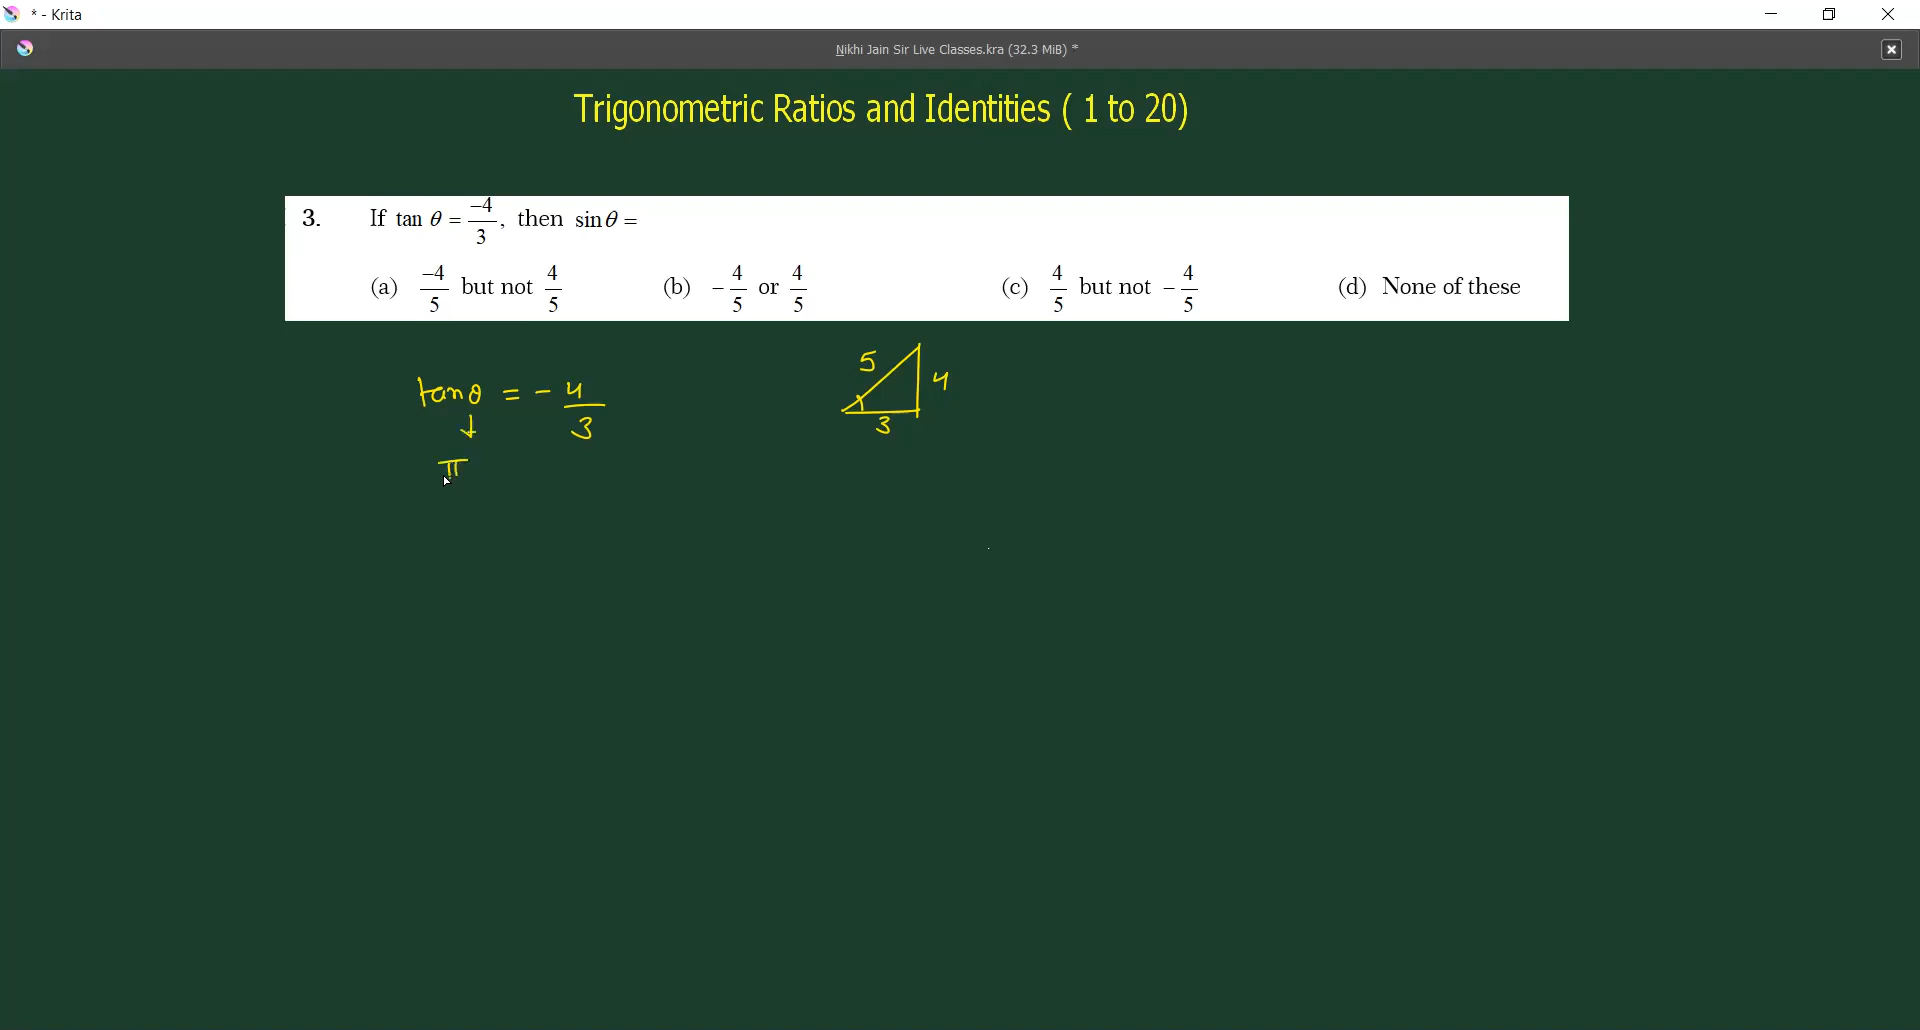 * - Krita
Nikhi Jain Sir Live Classes.kra (32.3 MiB) *
Trigonometric Ratios and Identities ( 1 to 20)
3. If tan θ = -4/3, then sin θ =
(a) -4/5 but not 4/5 (b) -4/5 or 4/5 (c) 4/5 but not -4/5 (d) None of these
5
4
3
tanθ = -4/3
II